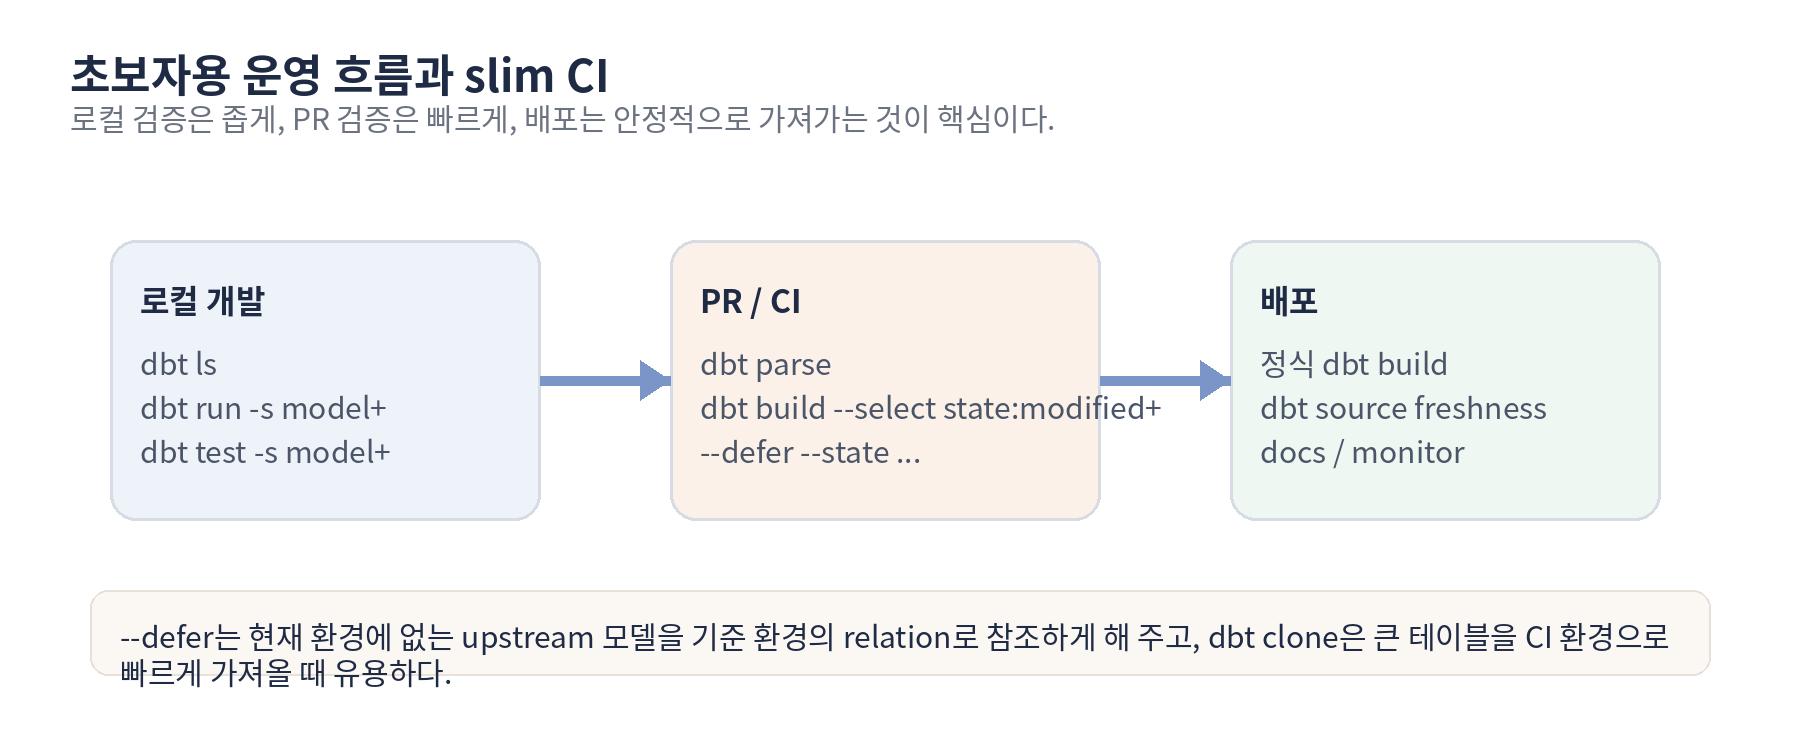 초보자용 운영 흐름과 slim CI
로컬 검증은 좁게, PR 검증은 빠르게, 배포는 안정적으로 가져가는 것이 핵심이다.
로컬 개발
dbt ls
dbt run -s model+
dbt test -s model+
PR / CI
dbt parse
dbt build --select state:modified+
--defer --state ...
배포
정식 dbt build
dbt source freshness
docs / monitor
--defer는 현재 환경에 없는 upstream 모델을 기준 환경의 relation로 참조하게 해 주고, dbt clone은 큰 테이블을 CI 환경으로
빠르게 가져올 때 유용하다.